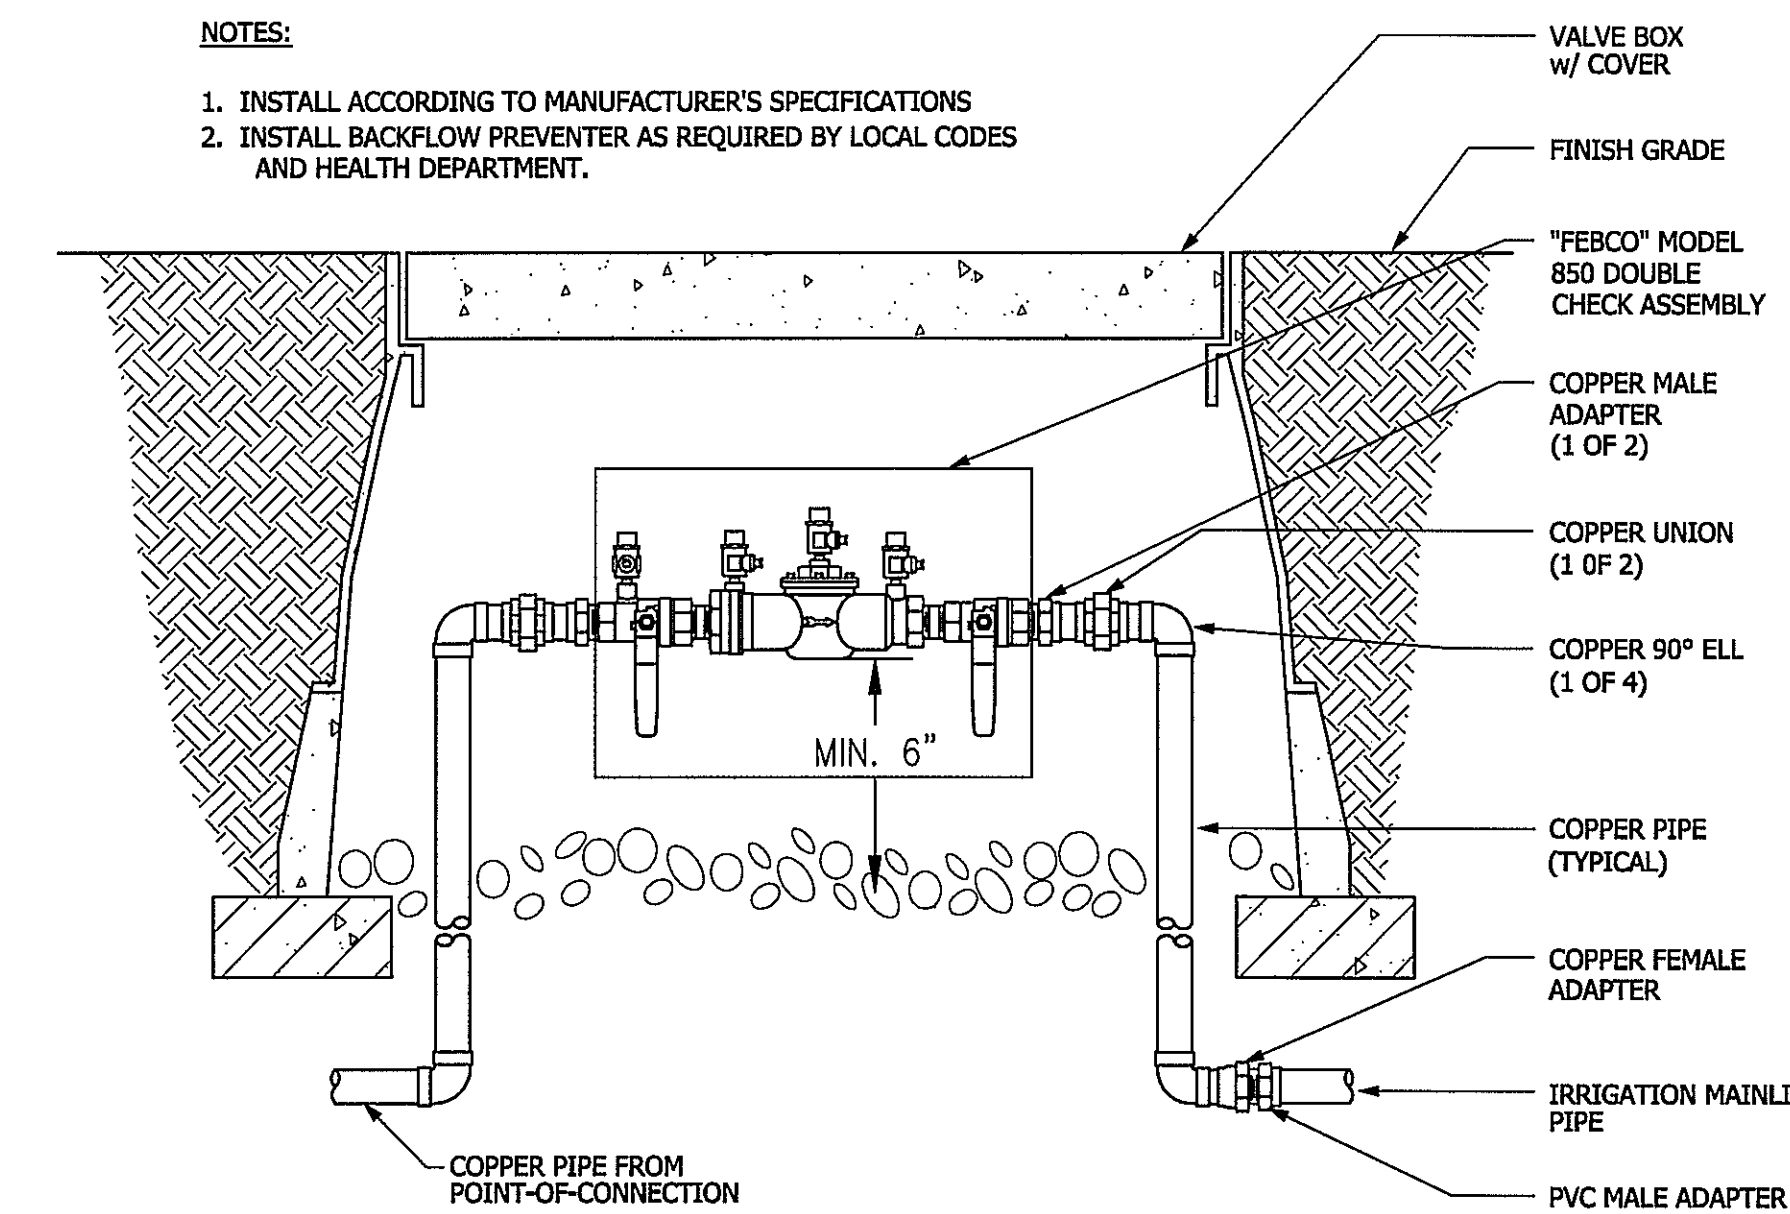 NOTES:
1. INSTALL ACCORDING TO MANUFACTURER'S SPECIFICATIONS
2. INSTALL BACKFLOW PREVENTER AS REQUIRED BY LOCAL CODES
AND HEALTH DEPARTMENT.
VALVE BOX
w/ COVER
FINISH GRADE
"FEBCO" MODEL
850 DOUBLE
CHECK ASSEMBLY
COPPER MALE
ADAPTER
(1 OF 2)
COPPER UNION
(1 0F 2)
COPPER 90° ELL
(1 OF 4)
MIN. 6"
COPPER PIPE
(TYPICAL)
COPPER FEMALE
ADAPTER
IRRIGATION MAINLI
PIPE
PVC MALE ADAPTER
COPPER PIPE FROM
POINT-OF-CONNECTION